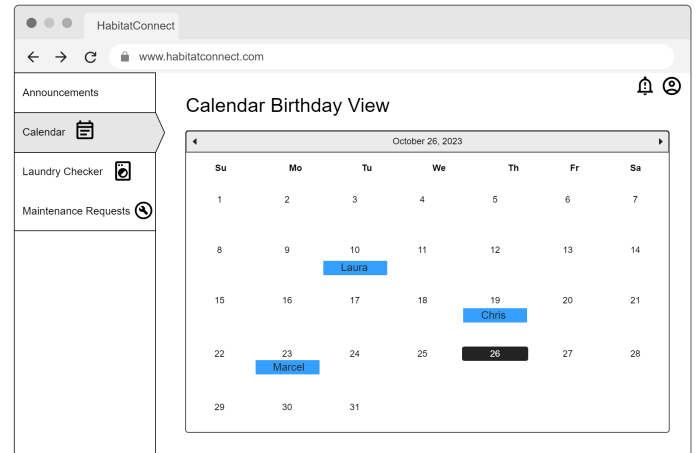 HabitatConnect
www.habitatconnect.com
Announcements
Calendar
Laundry Checker
Maintenance Requests
Calendar Birthday View
October 26, 2023
Su Mo Tu We Th Fr Sa
1 2 3 4 5 6 7
8 9 10 11 12 13 14
Laura
15 16 17 18 19 20 21
Chris
22 23 24 25 26 27 28
Marcel
29 30 31